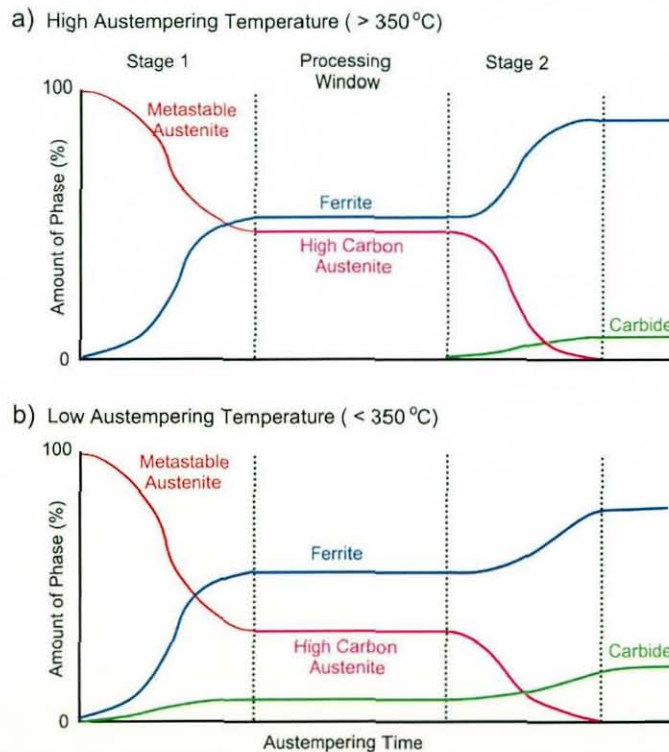 a) High Austempering Temperature ( > 350 °C)
Stage 1
Processing
Window
Stage 2
100
Metastable
Austenite
Ferrite
High Carbon
Austenite
Carbide
Amount of Phase (%)
0
b) Low Austempering Temperature ( < 350 °C)
100
Metastable
Austenite
Ferrite
High Carbon
Austenite
Carbide
Amount of Phase (%)
0
Austempering Time